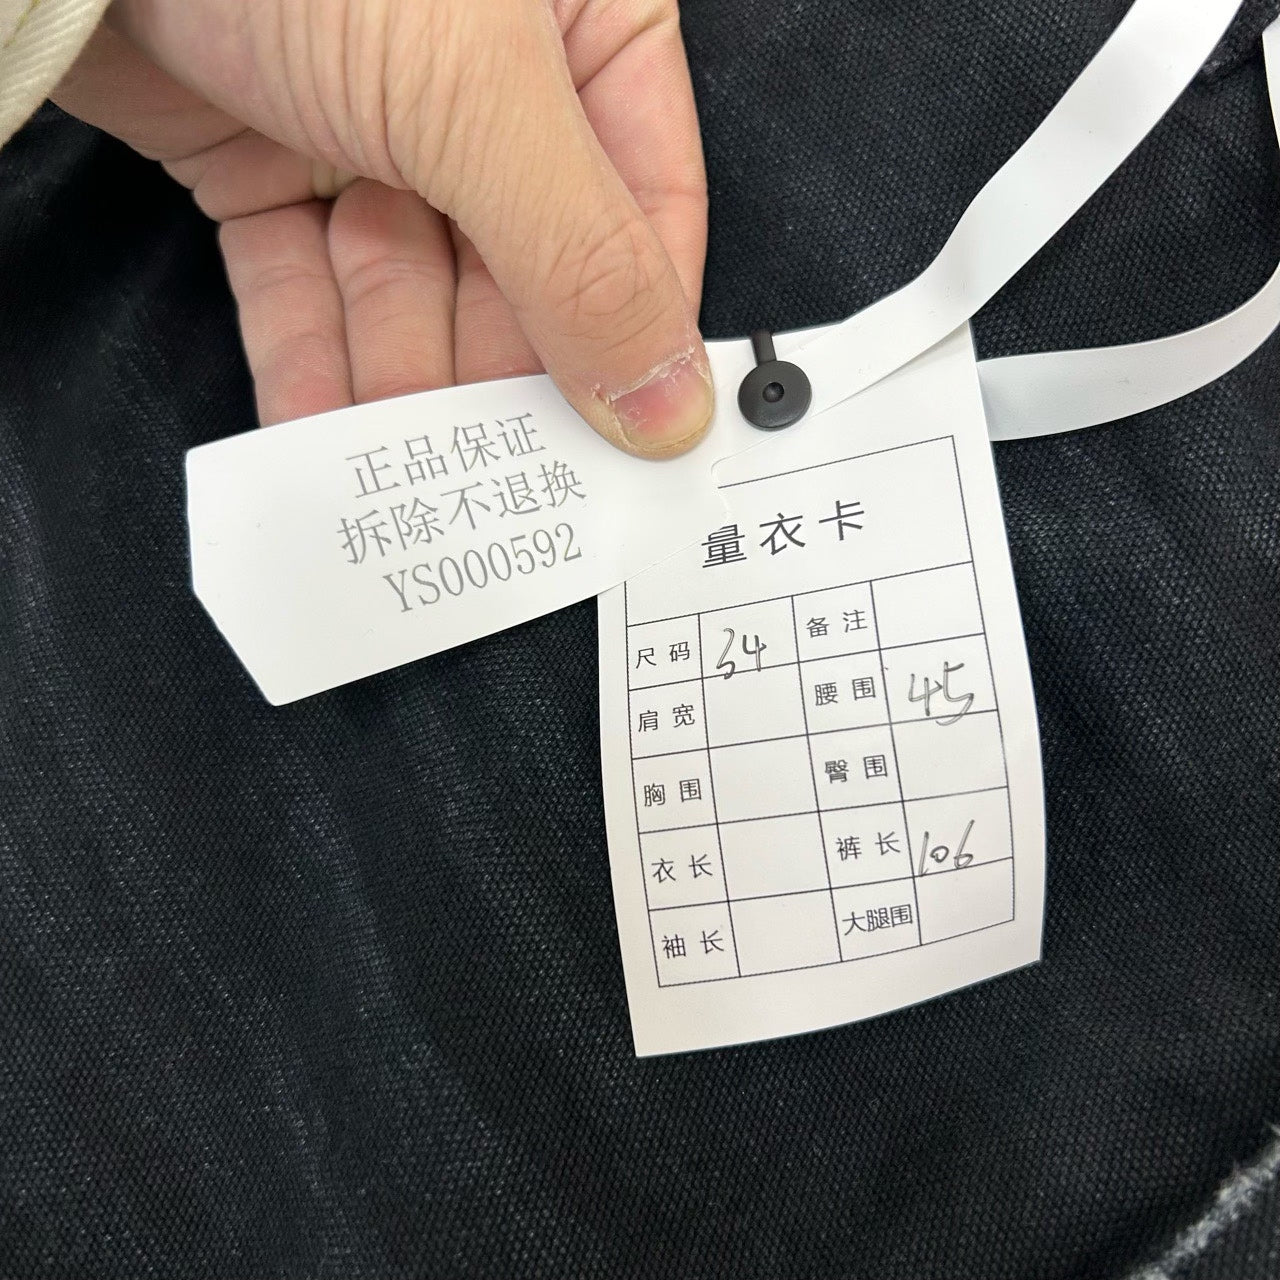 正品保证
拆除不退换
YS000592
量衣卡
尺码 34 备注
肩宽 腰围 45
胸围 臀围
衣长 裤长 106
袖长 大腿围